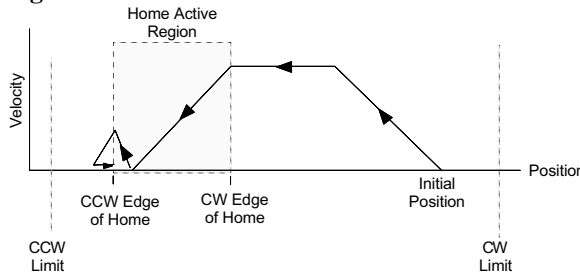 Home Active
Region
Velocity
Position
CCW Edge
of Home
CW Edge
of Home
Initial
Position
CCW
Limit
CW
Limit